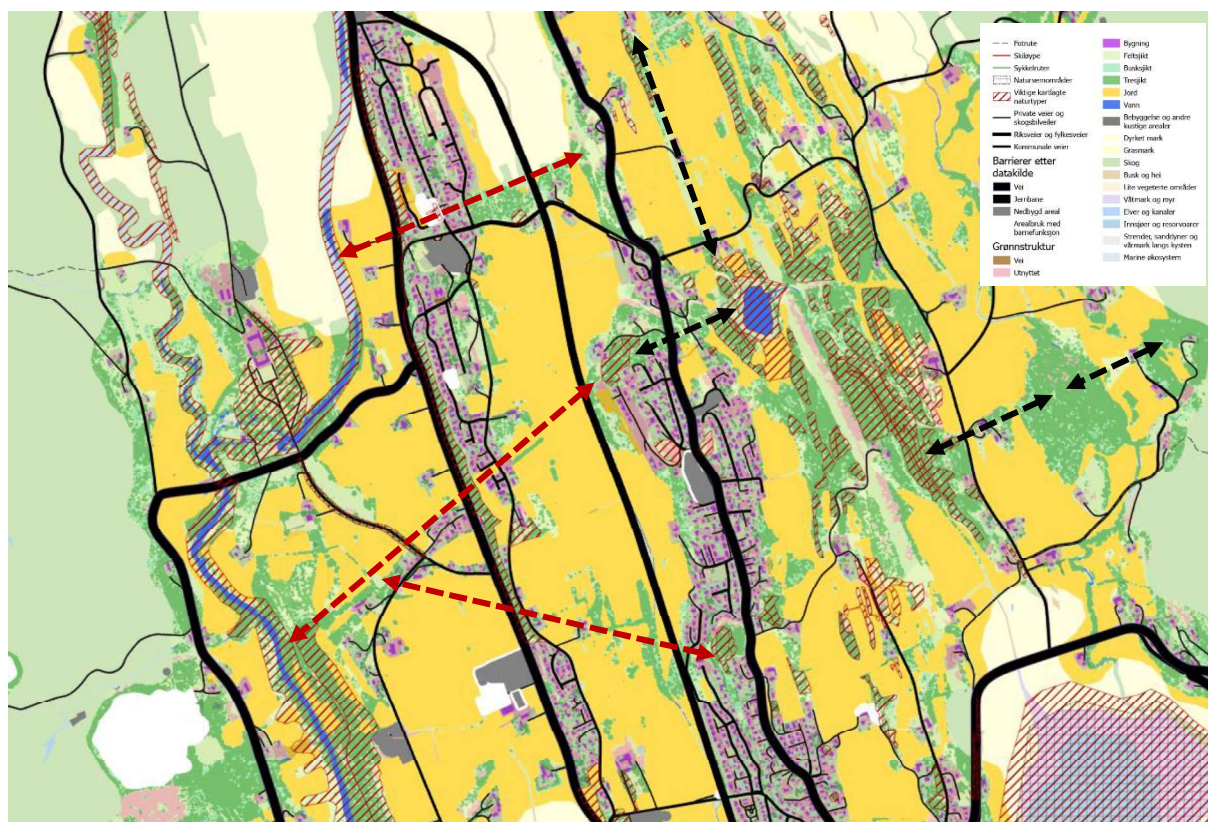 Fotrute
Skiløype
Sykkelruter
Naturvernområder
Viktige kartlagte
naturtyper
Private veier og
skogsbilveier
Riksveier og fylkesveier
Kommunale veier
Barrierer etter
datakilde
Vei
Jernbane
Nedbygd areal
Arealbruk med
barrierefunksjon
Grønnstruktur
Vei
Utnyttet
Bygning
Feltsjikt
Busksjikt
Tresjikt
Jord
Vann
Bebyggelse og andre
kustige arealer
Dyrket mark
Grasmark
Skog
Busk og hei
Lite vegeterte områder
Våtmark og myr
Elver og kanaler
Innsjøer og reservoarer
Strender, sanddyner og
vårmark langs kysten
Marine økosystem